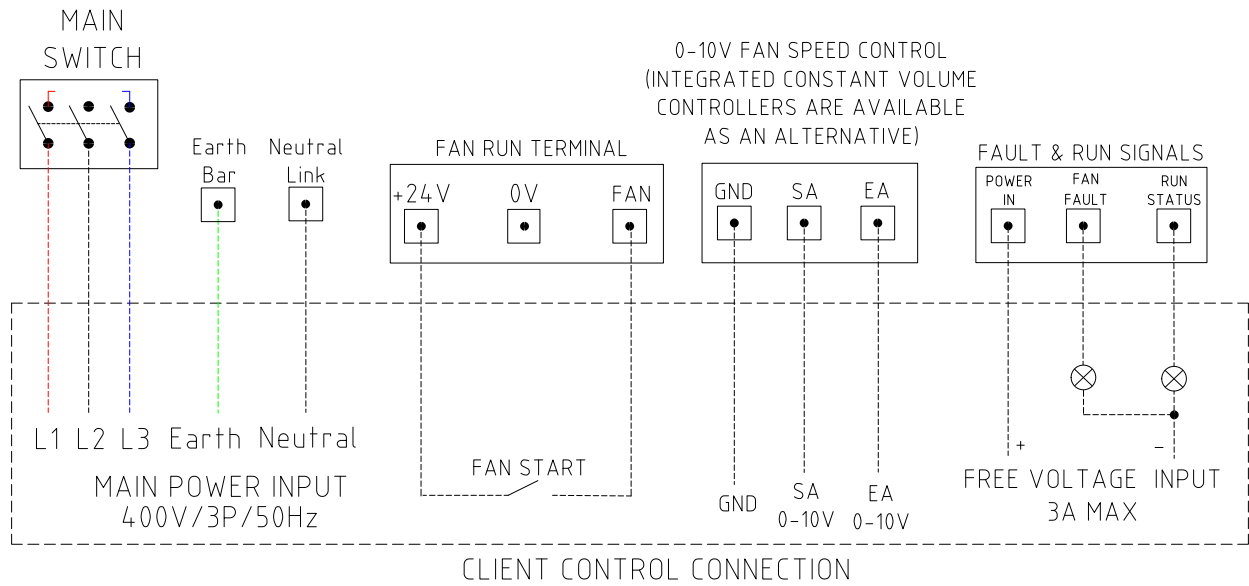 MAIN
SWITCH
Earth
Bar
Neutral
Link
FAN RUN TERMINAL
+24V
0V
FAN
0-10V FAN SPEED CONTROL
(INTEGRATED CONSTANT VOLUME
CONTROLLERS ARE AVAILABLE
AS AN ALTERNATIVE)
GND
SA
EA
FAULT & RUN SIGNALS
POWER
IN
FAN
FAULT
RUN
STATUS
L1 L2 L3 Earth Neutral
MAIN POWER INPUT
400V/3P/50Hz
FAN START
GND
SA
0-10V
EA
0-10V
+
-
FREE VOLTAGE INPUT
3A MAX
CLIENT CONTROL CONNECTION